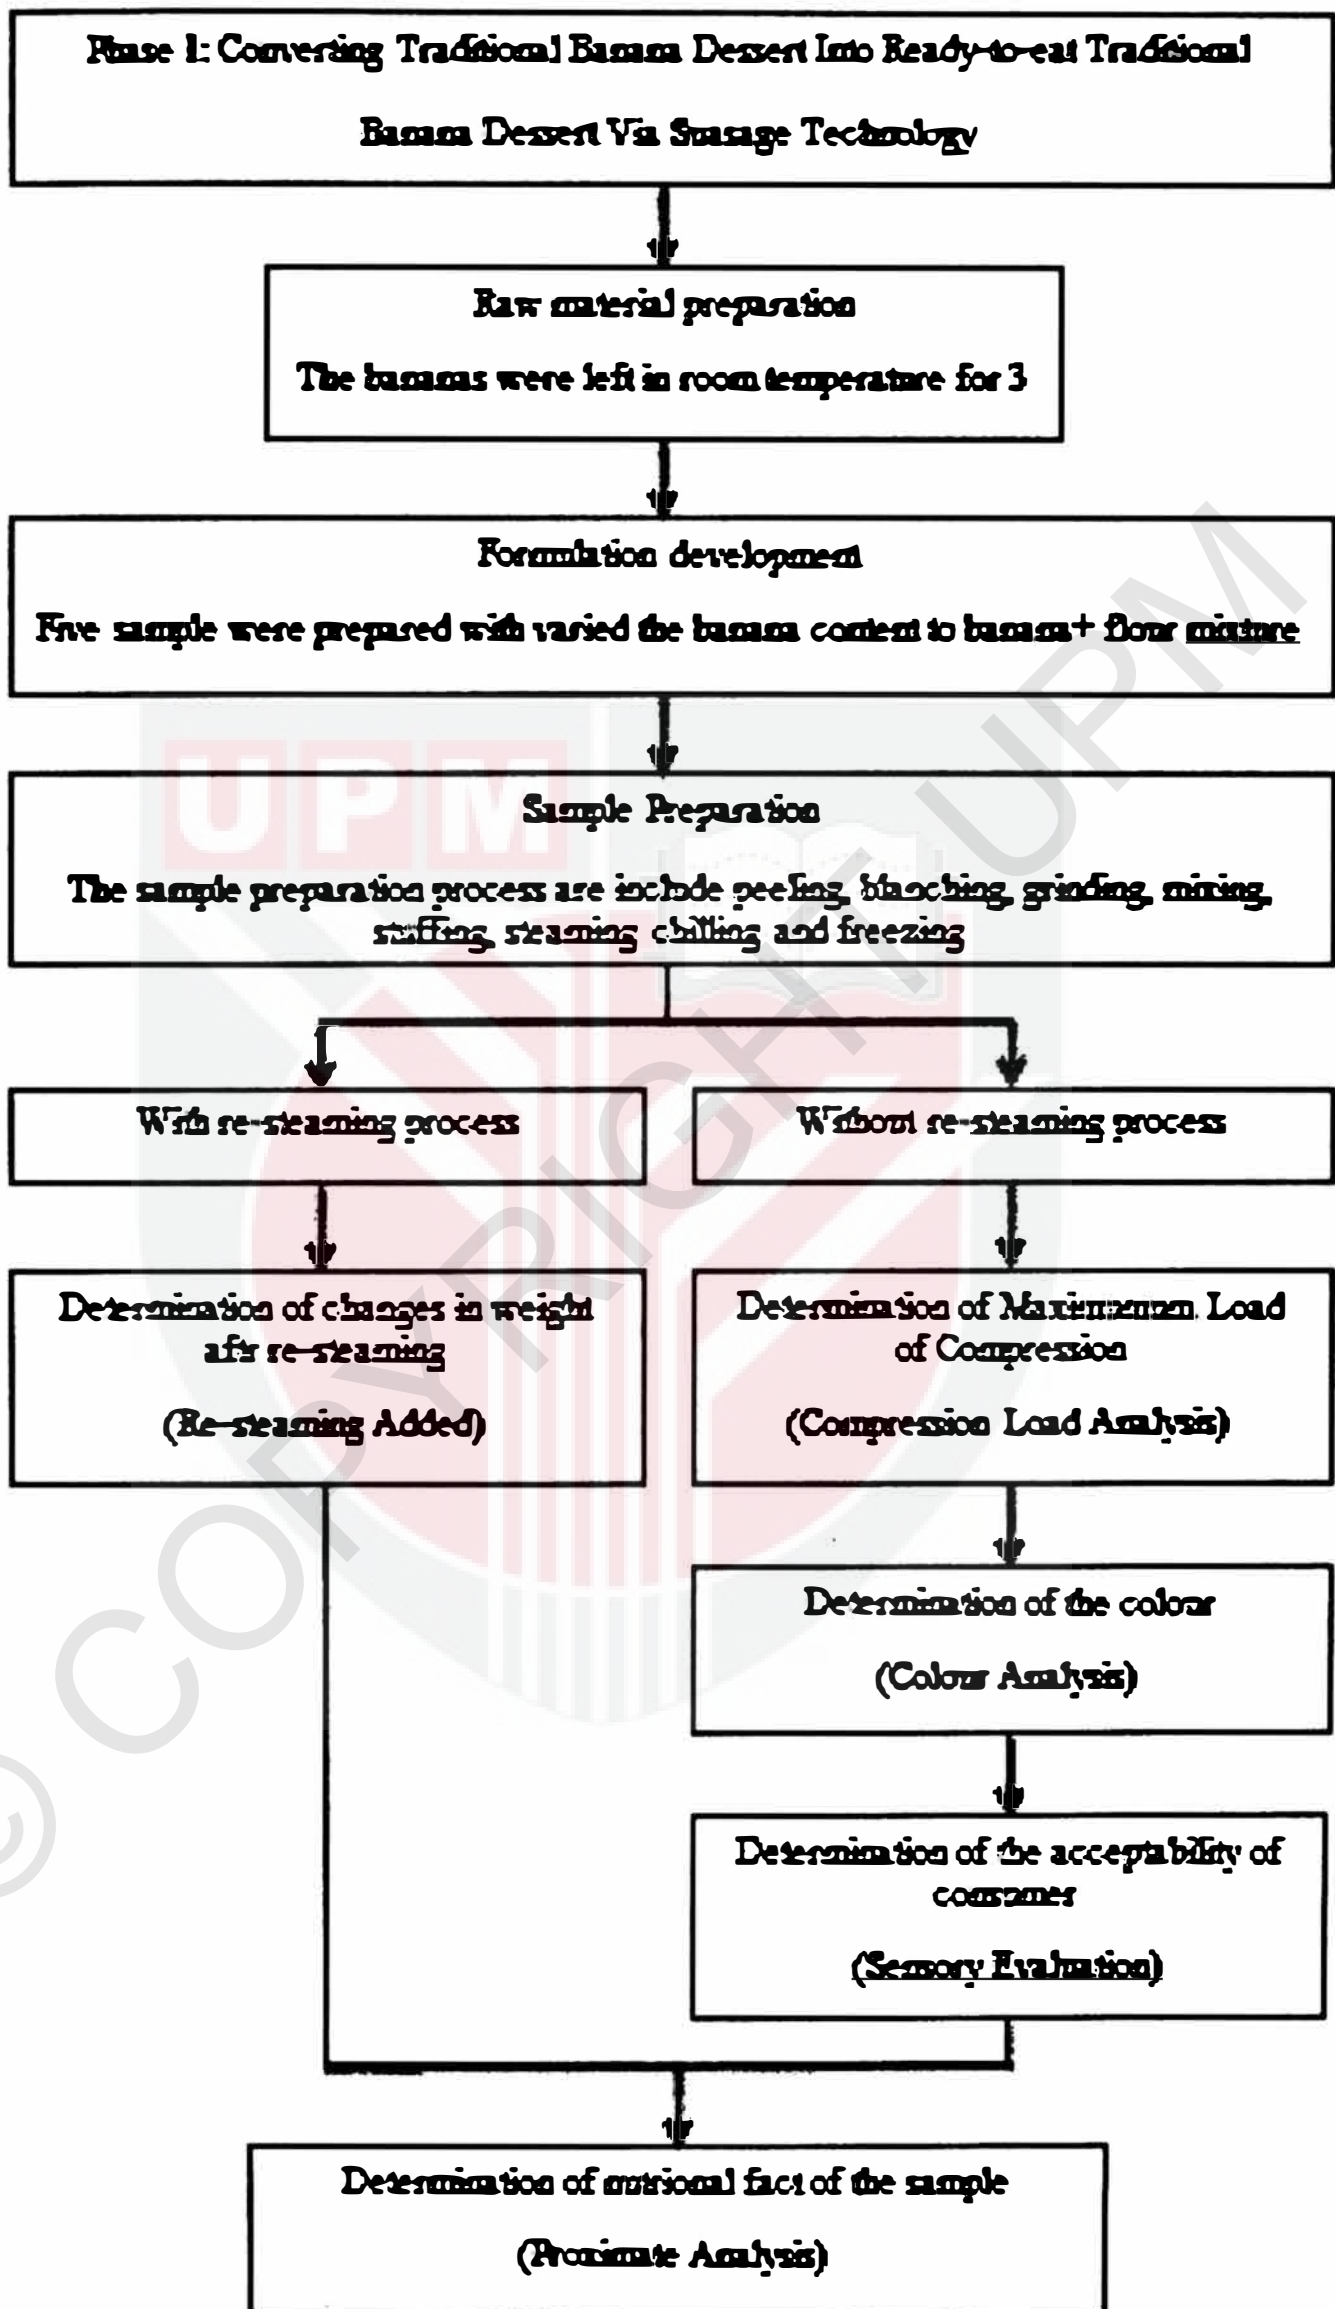 Phase 1: Converting Traditional Banana Dessert Into Ready-to-eat Traditional
Banana Dessert Via Sausage Technology
Raw material preparation
The bananas were left in room temperature for 3
Formulation development
Five sample were prepared with varied the banana content to banana+ flour mixture
UPM
Sample Preparation
The sample preparation process are include peeling, blanching, grinding, mixing,
stuffing, steaming chilling and freezing
With re-steaming process
Without re-steaming process
Determination of changes in weight
aftr re-steaming
(Re-steaming Added)
Determination of Maximumum Load
of Compression
(Compression Load Analysis)
Determination of the colour
(Colour Analysis)
Determination of the acceptability of
consumer
(Sensory Evaluation)
Determination of nutrional fact of the sample
(Proximate Analysis)
© COPYRIGHT UPM